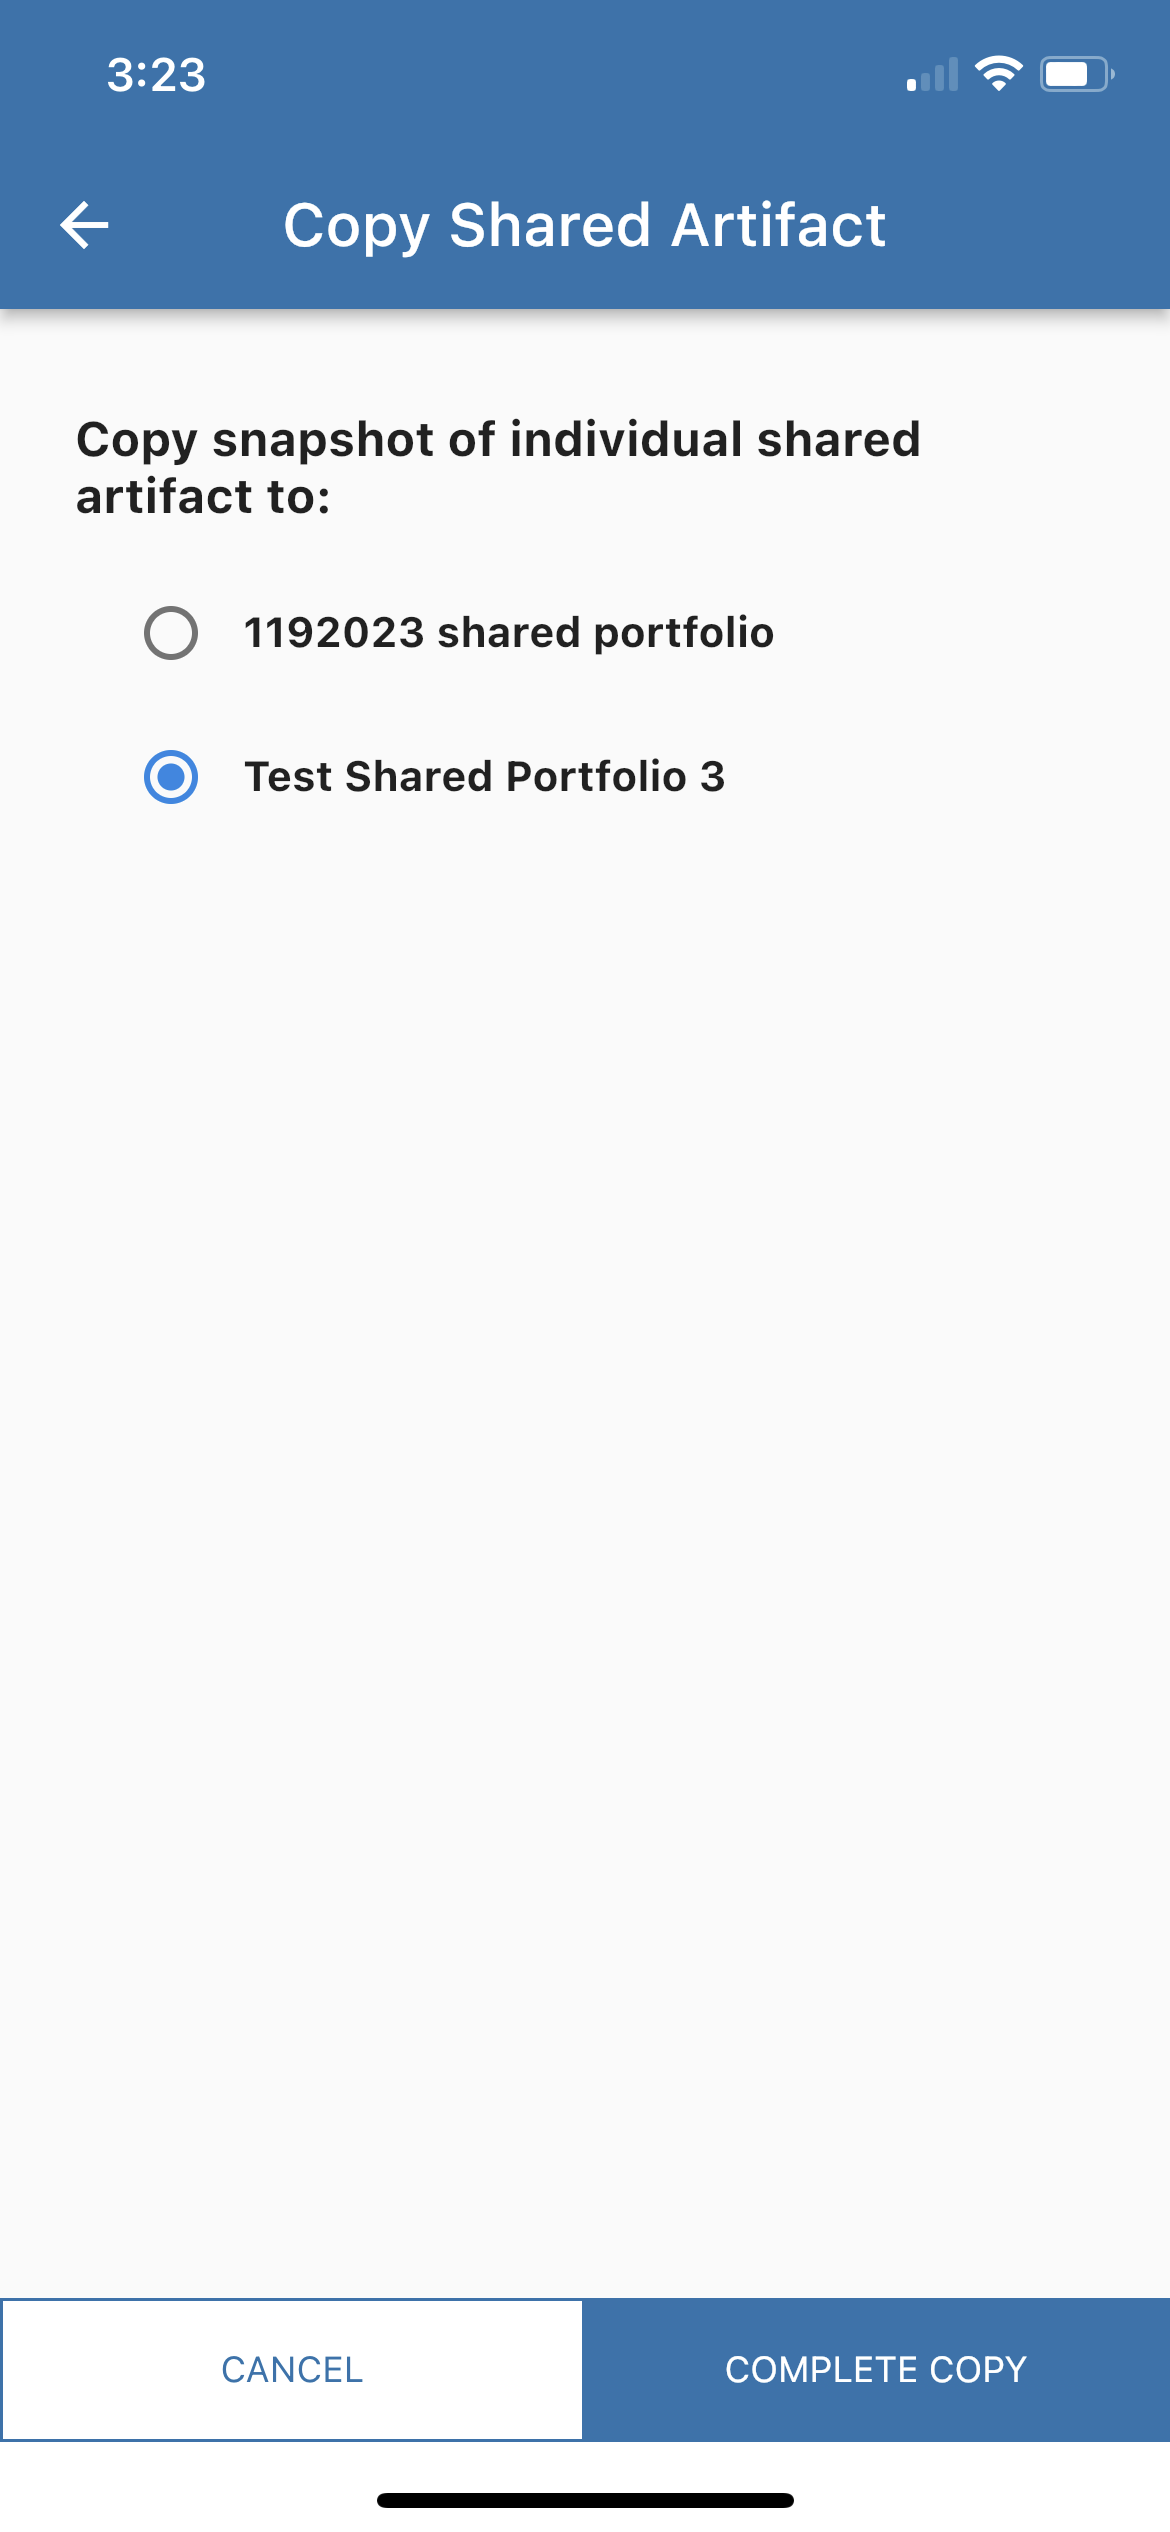 3:23
Copy Shared Artifact
Copy snapshot of individual shared
artifact to:
1192023 shared portfolio
Test Shared Portfolio 3
CANCEL
COMPLETE COPY